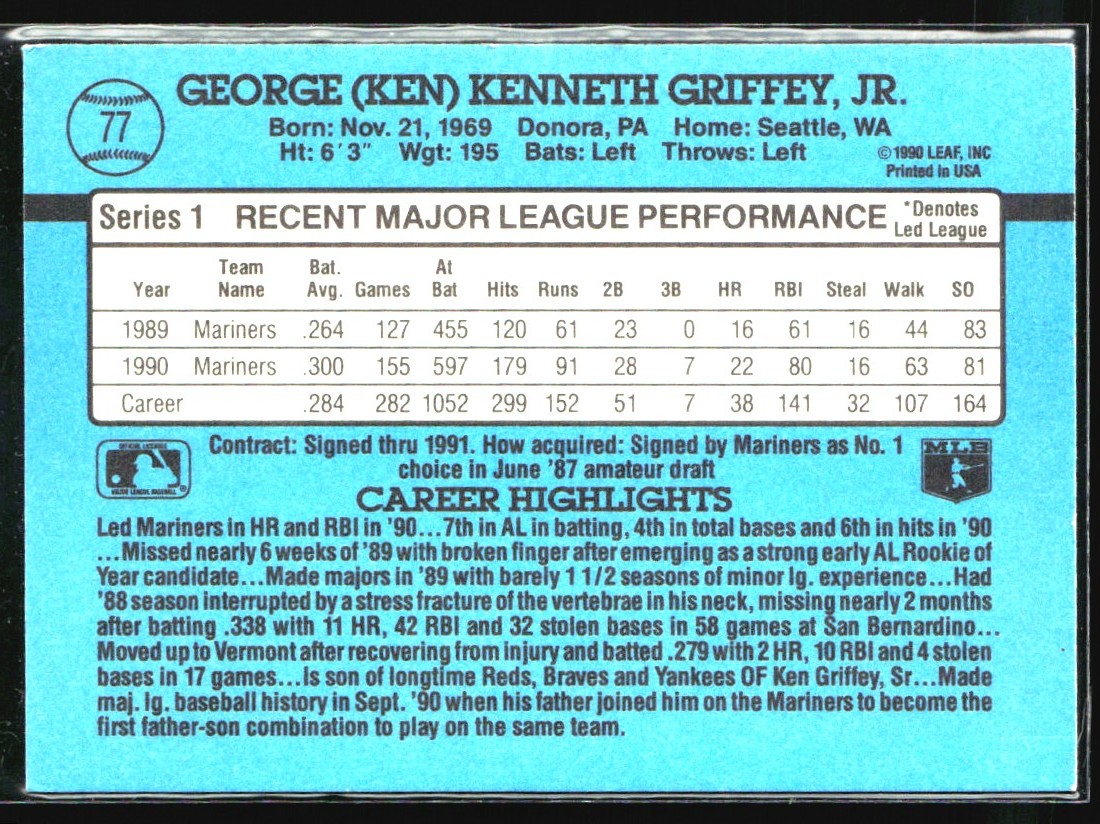 77
GEORGE (KEN) KENNETH GRIFFEY, JR.
Born: Nov. 21, 1969 Donora, PA Home: Seattle, WA
Ht: 6'3" Wgt: 195 Bats: Left Throws: Left
©1990 LEAF, INC
Printed in USA
Series 1 RECENT MAJOR LEAGUE PERFORMANCE *Denotes Led League
Year Team Name Bat. Avg. Games At Bat Hits Runs 2B 3B HR RBI Steal Walk SO
1989 Mariners .264 127 455 120 61 23 0 16 61 16 44 83
1990 Mariners .300 155 597 179 91 28 7 22 80 16 63 81
Career .284 282 1052 299 152 51 7 38 141 32 107 164
Contract: Signed thru 1991. How acquired: Signed by Mariners as No. 1
choice in June '87 amateur draft
OFFICIAL LICENSEE
MAJOR LEAGUE BASEBALL
MLB
CAREER HIGHLIGHTS
Led Mariners in HR and RBI in '90...7th in AL in batting, 4th in total bases and 6th in hits in '90
...Missed nearly 6 weeks of '89 with broken finger after emerging as a strong early AL Rookie of
Year candidate...Made majors in '89 with barely 1 1/2 seasons of minor lg. experience...Had
'88 season interrupted by a stress fracture of the vertebrae in his neck, missing nearly 2 months
after batting .338 with 11 HR, 42 RBI and 32 stolen bases in 58 games at San Bernardino...
Moved up to Vermont after recovering from injury and batted .279 with 2 HR, 10 RBI and 4 stolen
bases in 17 games...Is son of longtime Reds, Braves and Yankees OF Ken Griffey, Sr...Made
maj. lg. baseball history in Sept. '90 when his father joined him on the Mariners to become the
first father-son combination to play on the same team.